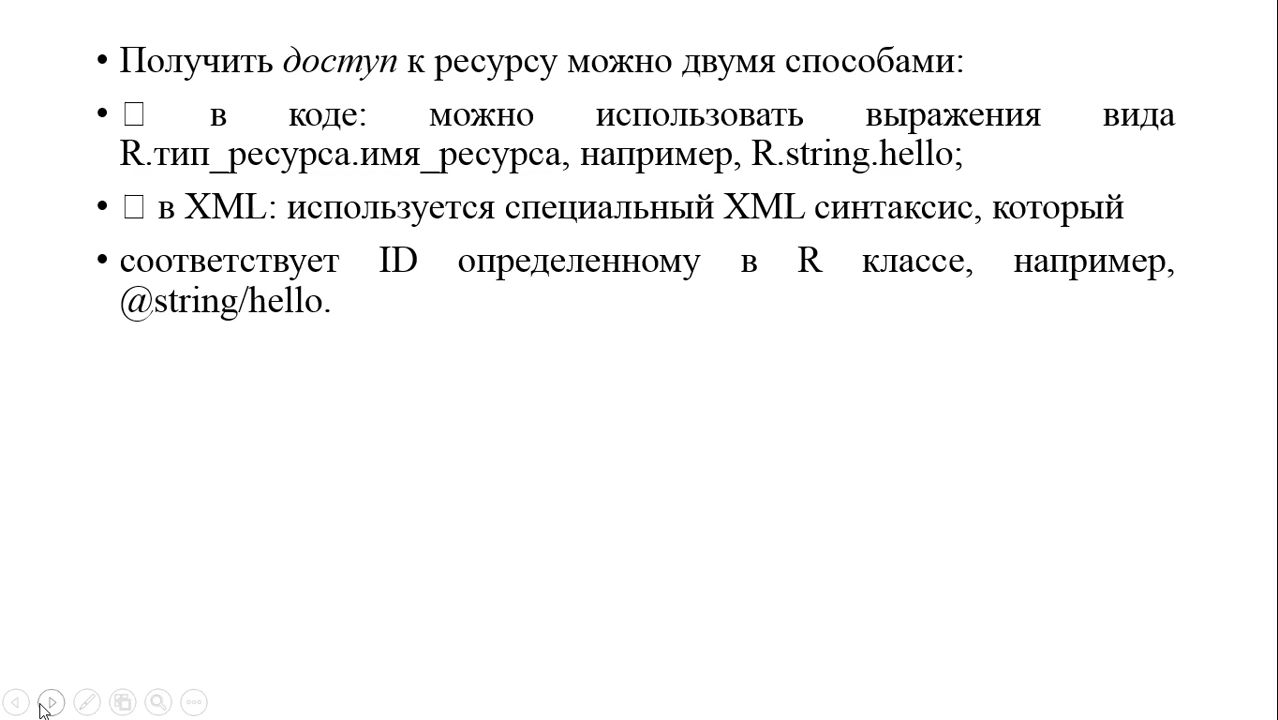 • Получить доступ к ресурсу можно двумя способами:
• □ в коде: можно использовать выражения вида
R.тип_ресурса.имя_ресурса, например, R.string.hello;
• □ в XML: используется специальный XML синтаксис, который
• соответствует ID определенному в R классе, например,
@string/hello.